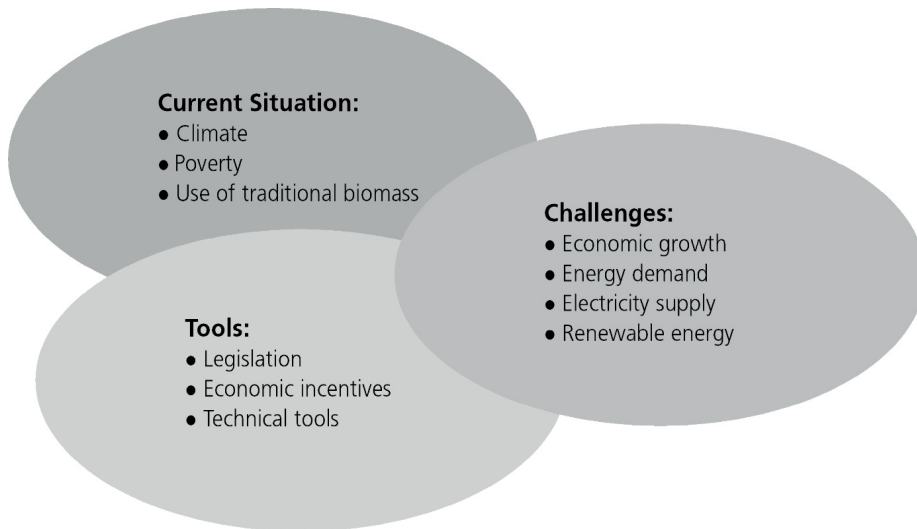 Current Situation:
● Climate
● Poverty
● Use of traditional biomass
Challenges:
● Economic growth
● Energy demand
● Electricity supply
● Renewable energy
Tools:
● Legislation
● Economic incentives
● Technical tools